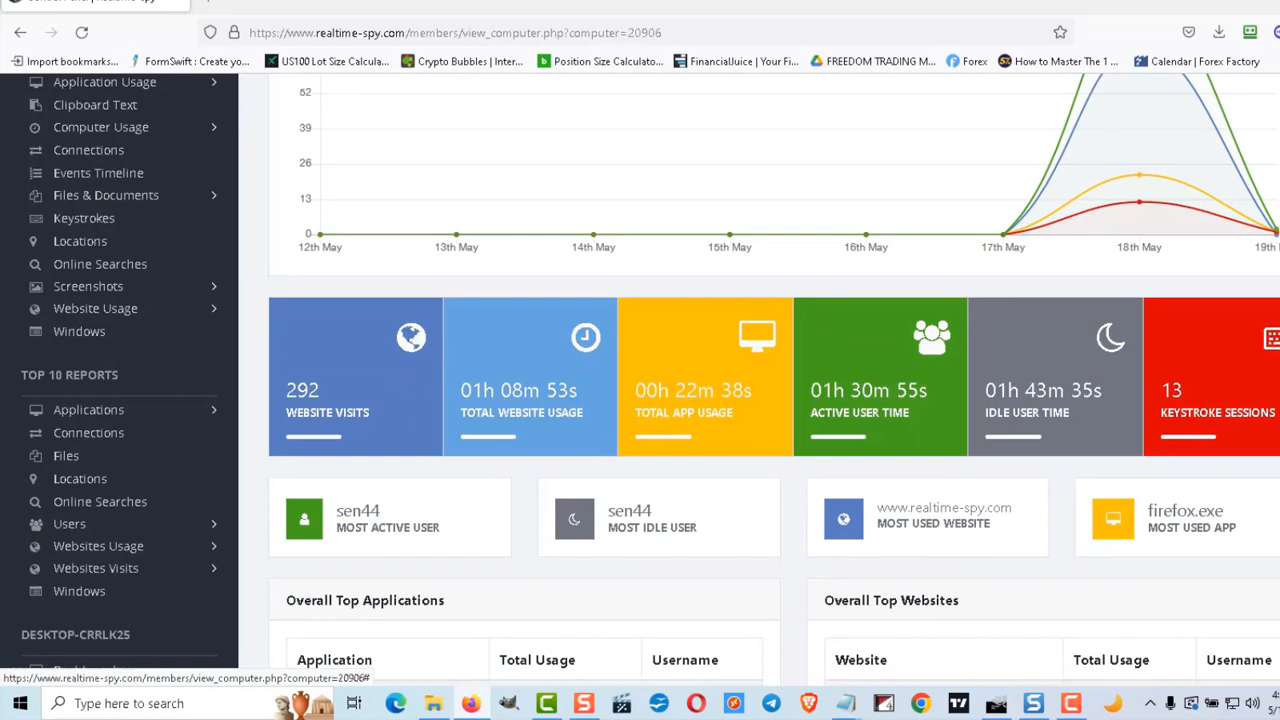 https://www.realtime-spy.com/members/view_computer.php?computer=20906
Import bookmarks... FormSwift : Create yo... US100 Lot Size Calcula... Crypto Bubbles | Inter... Position Size Calculato... FinancialJuice | Your Fi... FREEDOM TRADING M... Forex How to Master The 1 ... Calendar | Forex Factory
Application Usage
Clipboard Text
Computer Usage
Connections
Events Timeline
Files & Documents
Keystrokes
Locations
Online Searches
Screenshots
Website Usage
Windows
TOP 10 REPORTS
Applications
Connections
Files
Locations
Online Searches
Users
Websites Usage
Websites Visits
Windows
DESKTOP-CRRLK25
52
39
26
13
0
12th May 13th May 14th May 15th May 16th May 17th May 18th May 19th
292 01h 08m 53s 00h 22m 38s 01h 30m 55s 01h 43m 35s 13
WEBSITE VISITS TOTAL WEBSITE USAGE TOTAL APP USAGE ACTIVE USER TIME IDLE USER TIME KEYSTROKE SESSIONS
sen44 sen44 www.realtime-spy.com firefox.exe
MOST ACTIVE USER MOST IDLE USER MOST USED WEBSITE MOST USED APP
Overall Top Applications Overall Top Websites
Application Total Usage Username Website Total Usage Username
https://www.realtime-spy.com/members/view_computer.php?computer=20906#
Type here to search